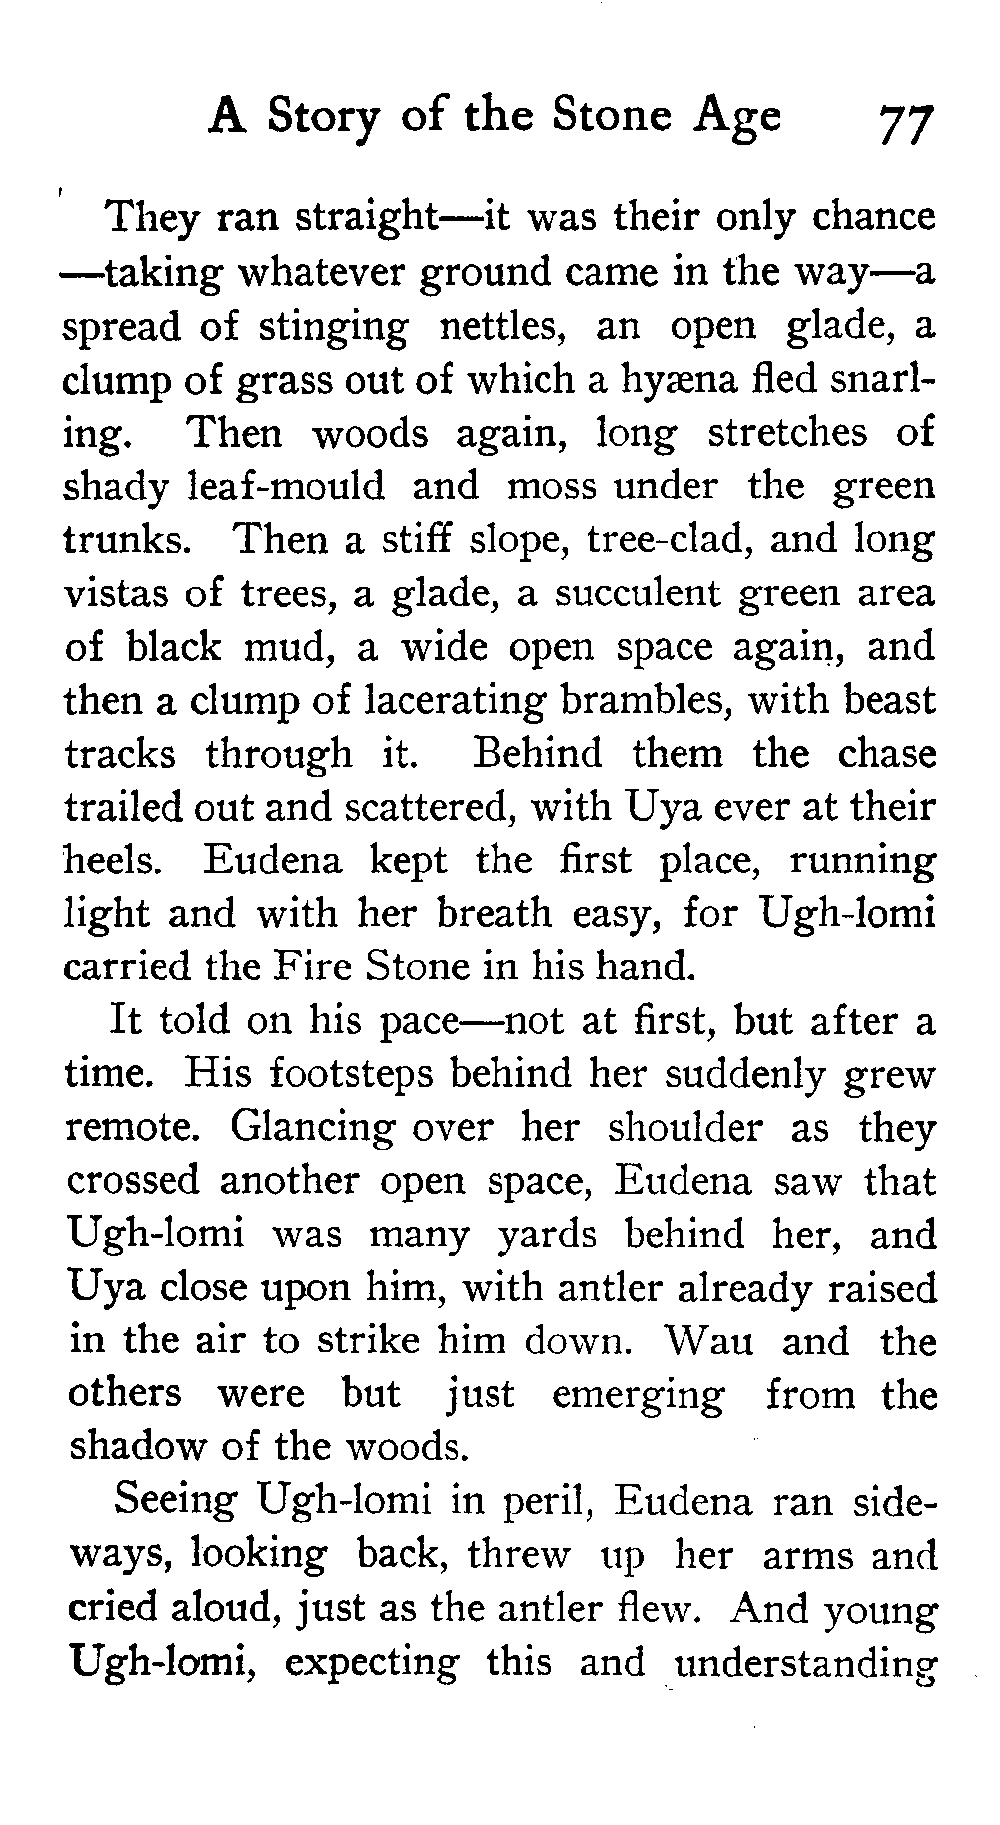 A Story of the Stone Age 77
They ran straight—it was their only chance
—taking whatever ground came in the way—a
spread of stinging nettles, an open glade, a
clump of grass out of which a hyæna fled snarl-
ing. Then woods again, long stretches of
shady leaf-mould and moss under the green
trunks. Then a stiff slope, tree-clad, and long
vistas of trees, a glade, a succulent green area
of black mud, a wide open space again, and
then a clump of lacerating brambles, with beast
tracks through it. Behind them the chase
trailed out and scattered, with Uya ever at their
heels. Eudena kept the first place, running
light and with her breath easy, for Ugh-lomi
carried the Fire Stone in his hand.
It told on his pace—not at first, but after a
time. His footsteps behind her suddenly grew
remote. Glancing over her shoulder as they
crossed another open space, Eudena saw that
Ugh-lomi was many yards behind her, and
Uya close upon him, with antler already raised
in the air to strike him down. Wau and the
others were but just emerging from the
shadow of the woods.
Seeing Ugh-lomi in peril, Eudena ran side-
ways, looking back, threw up her arms and
cried aloud, just as the antler flew. And young
Ugh-lomi, expecting this and understanding